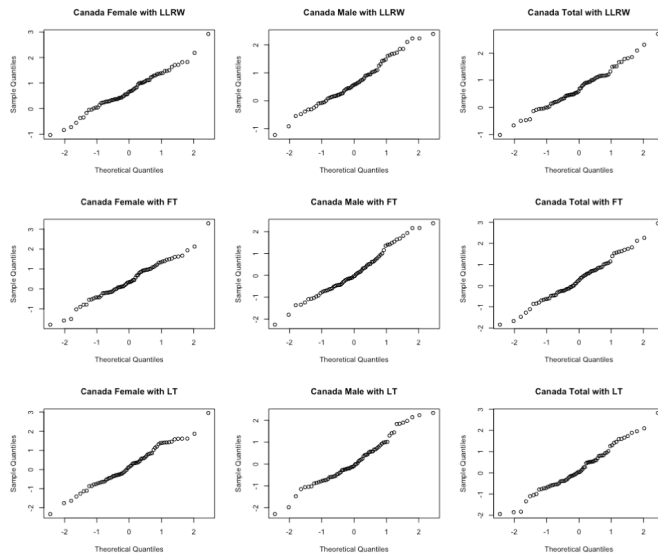 Canada Female with LLRW
Canada Male with LLRW
Canada Total with LLRW
Sample Quantiles
-1 0 1 2 3
Sample Quantiles
-1 0 1 2
Sample Quantiles
-1 0 1 2
-2 -1 0 1 2
-2 -1 0 1 2
-2 -1 0 1 2
Theoretical Quantiles
Theoretical Quantiles
Theoretical Quantiles
Canada Female with FT
Canada Male with FT
Canada Total with FT
Sample Quantiles
-1 0 1 2 3
Sample Quantiles
-2 -1 0 1 2
Sample Quantiles
-2 -1 0 1 2 3
-2 -1 0 1 2
-2 -1 0 1 2
-2 -1 0 1 2
Theoretical Quantiles
Theoretical Quantiles
Theoretical Quantiles
Canada Female with LT
Canada Male with LT
Canada Total with LT
Sample Quantiles
-2 -1 0 1 2 3
Sample Quantiles
-2 -1 0 1 2
Sample Quantiles
-2 -1 0 1 2 3
-2 -1 0 1 2
-2 -1 0 1 2
-2 -1 0 1 2
Theoretical Quantiles
Theoretical Quantiles
Theoretical Quantiles